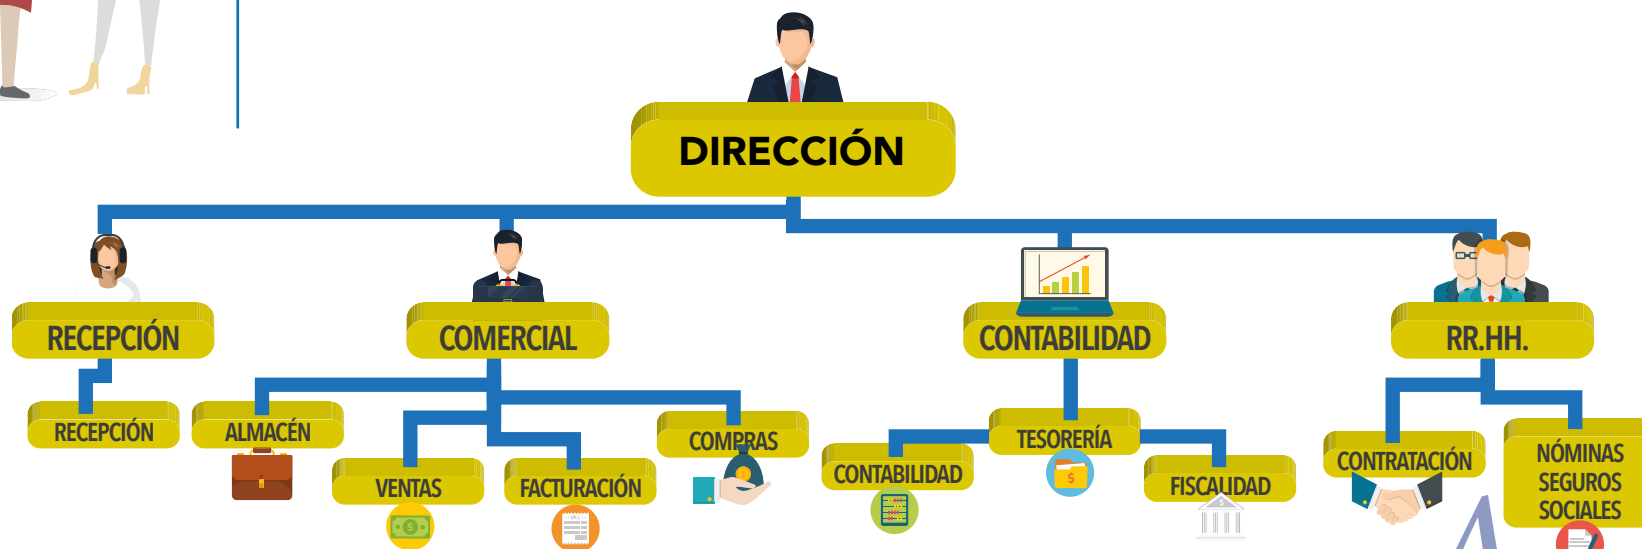 DIRECCIÓN
RECEPCIÓN
COMERCIAL
CONTABILIDAD
RR.HH.
RECEPCIÓN
ALMACÉN
VENTAS
FACTURACIÓN
COMPRAS
CONTABILIDAD
TESORERÍA
FISCALIDAD
CONTRATACIÓN
NÓMINAS
SEGUROS
SOCIALES